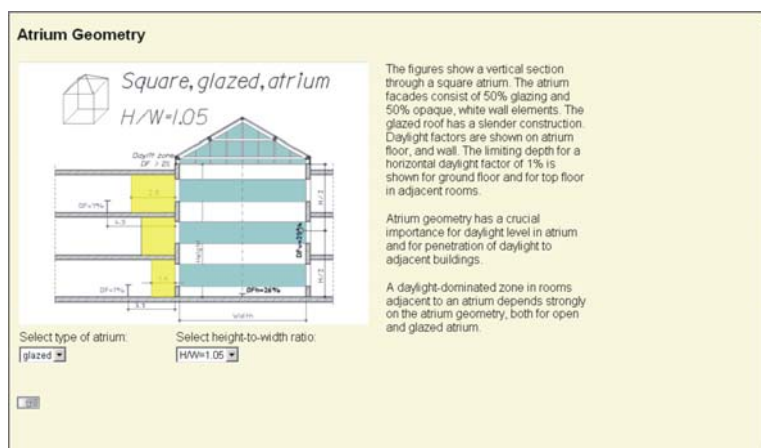 Atrium Geometry
Square, glazed, atrium
H/W=1.05
Daylit zone
DF > 2%
DF=1%
H/2
Height
H/2
DF=1%
DFh=26%
Width
The figures show a vertical section
through a square atrium. The atrium
facades consist of 50% glazing and
50% opaque, white wall elements. The
glazed roof has a slender construction.
Daylight factors are shown on atrium
floor, and wall. The limiting depth for a
horizontal daylight factor of 1% is
shown for ground floor and for top floor
in adjacent rooms.
Atrium geometry has a crucial
importance for daylight level in atrium
and for penetration of daylight to
adjacent buildings.
A daylight-dominated zone in rooms
adjacent to an atrium depends strongly
on the atrium geometry, both for open
and glazed atrium.
Select type of atrium:
Select height-to-width ratio:
glazed
H/W=1.05